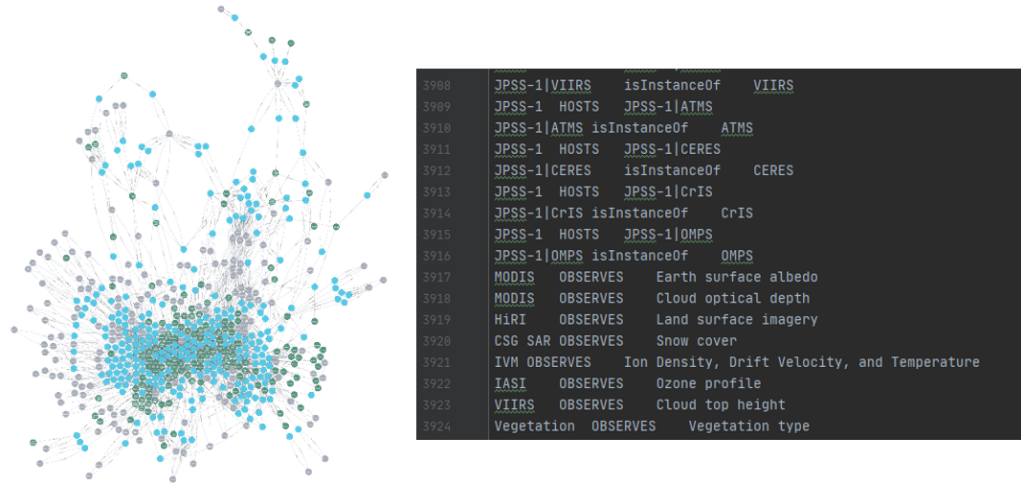 3908 JPSS-1|VIIRS isInstanceOf VIIRS
3909 JPSS-1 HOSTS JPSS-1|ATMS
3910 JPSS-1|ATMS isInstanceOf ATMS
3911 JPSS-1 HOSTS JPSS-1|CERES
3912 JPSS-1|CERES isInstanceOf CERES
3913 JPSS-1 HOSTS JPSS-1|CrIS
3914 JPSS-1|CrIS isInstanceOf CrIS
3915 JPSS-1 HOSTS JPSS-1|OMPS
3916 JPSS-1|OMPS isInstanceOf OMPS
3917 MODIS OBSERVES Earth surface albedo
3918 MODIS OBSERVES Cloud optical depth
3919 HiRI OBSERVES Land surface imagery
3920 CSG SAR OBSERVES Snow cover
3921 IVM OBSERVES Ion Density, Drift Velocity, and Temperature
3922 IASI OBSERVES Ozone profile
3923 VIIRS OBSERVES Cloud top height
3924 Vegetation OBSERVES Vegetation type